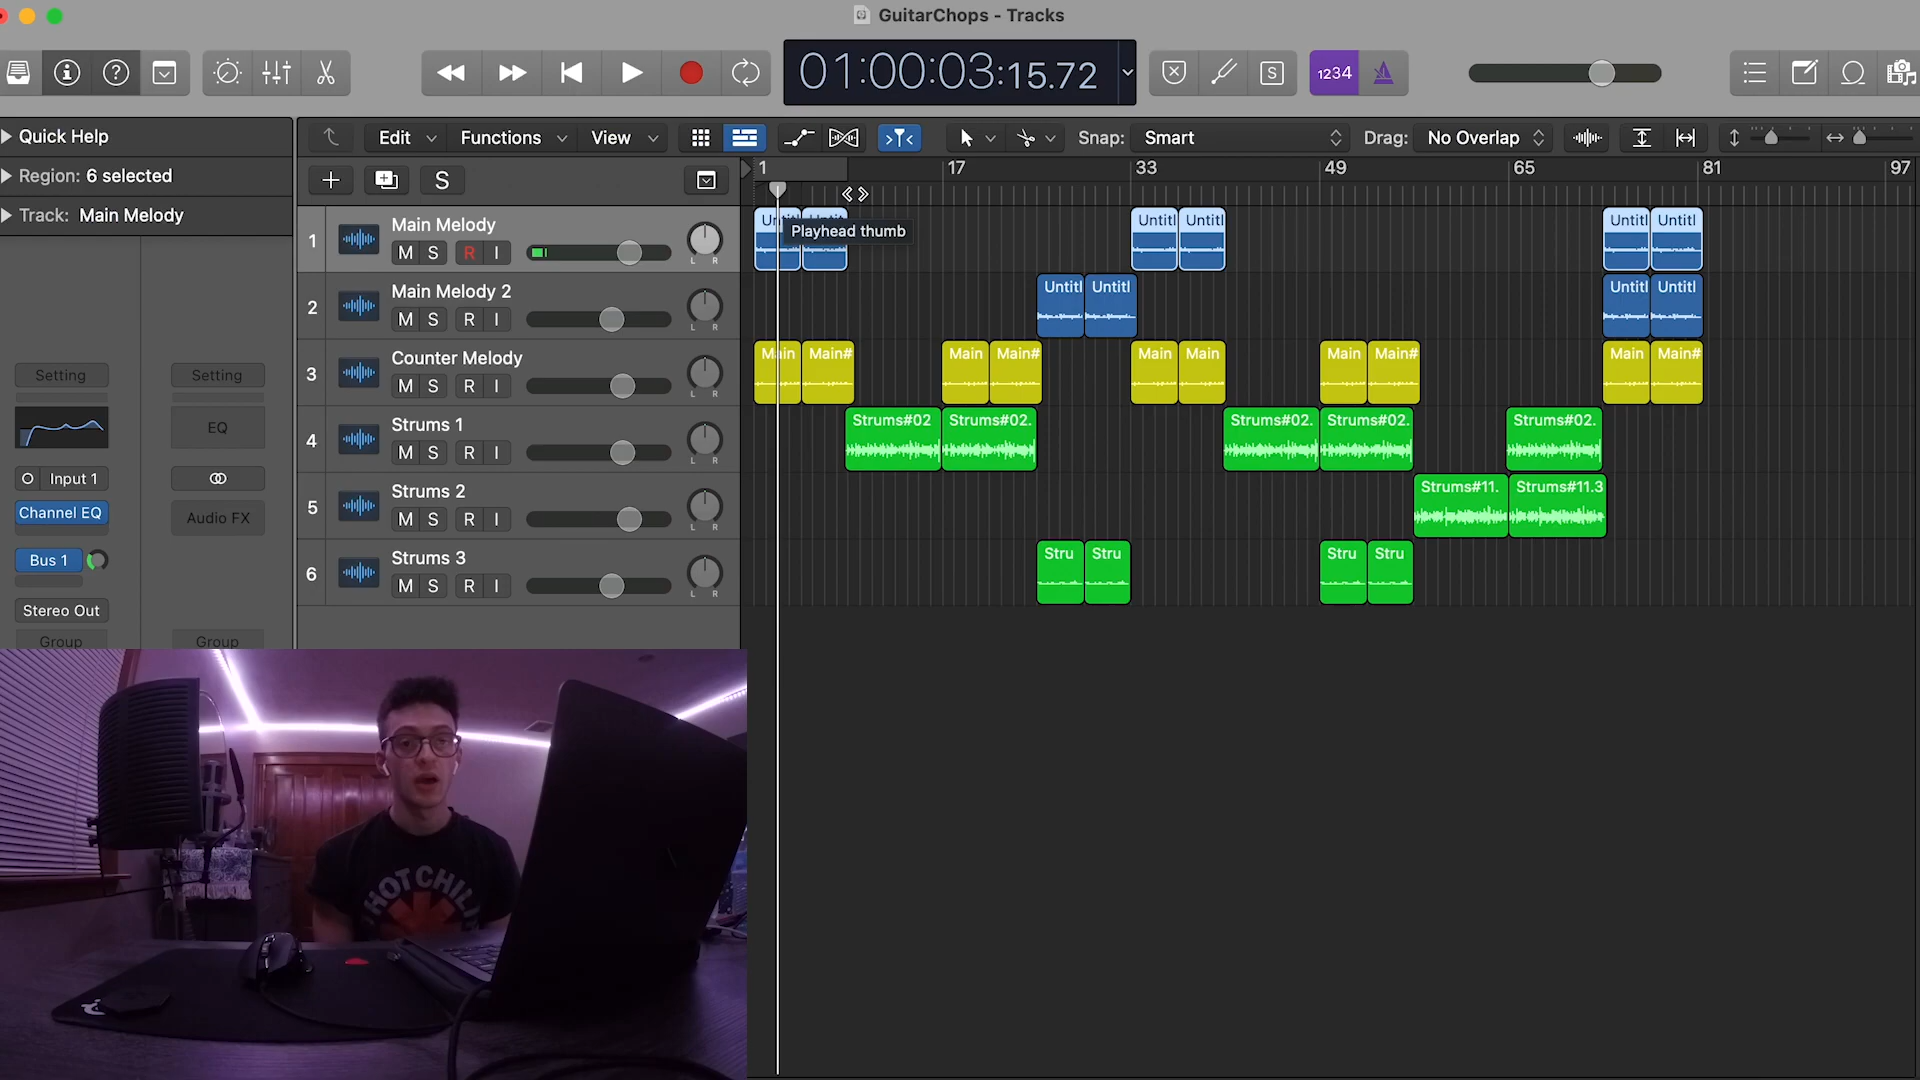 GuitarChops - Tracks
01:00:03:15.72
S
1234
Quick Help
Edit
Functions
View
Snap: Smart
Drag: No Overlap
Region: 6 selected
S
1
17
33
49
65
81
97
Track: Main Melody
1
Main Melody
M S R I
L R
Untitl
Untitl
Untitl
Untitl
Untitl
Playhead thumb
2
Main Melody 2
M S R I
L R
Untitl
Untitl
Untitl
Untitl
3
Counter Melody
M S R I
L R
Main
Main#
Main
Main#
Main
Main
Main
Main#
Main
Main#
4
Strums 1
M S R I
L R
Strums#02
Strums#02.
Strums#02.
Strums#02.
Strums#02.
5
Strums 2
M S R I
L R
Strums#11.
Strums#11.3
6
Strums 3
M S R I
L R
Stru
Stru
Stru
Stru
Setting
Setting
EQ
Input 1
Channel EQ
Audio FX
Bus 1
Stereo Out
Group
Group
HOT CHILI